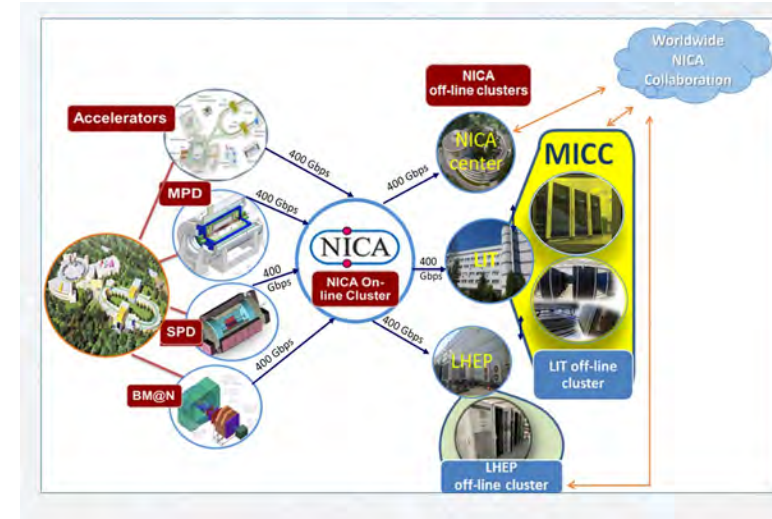 Worldwide
NICA
Collaboration
NICA
off-line clusters
Accelerators
400 Gbps
400 Gbps
NICA
center
MICC
MPD
400 Gbps
NICA
NICA On-
line Cluster
400
Gbps
LIT
400
Gbps
SPD
400 Gbps
LHEP
400 Gbps
BM@N
LIT off-line
cluster
LHEP
off-line cluster